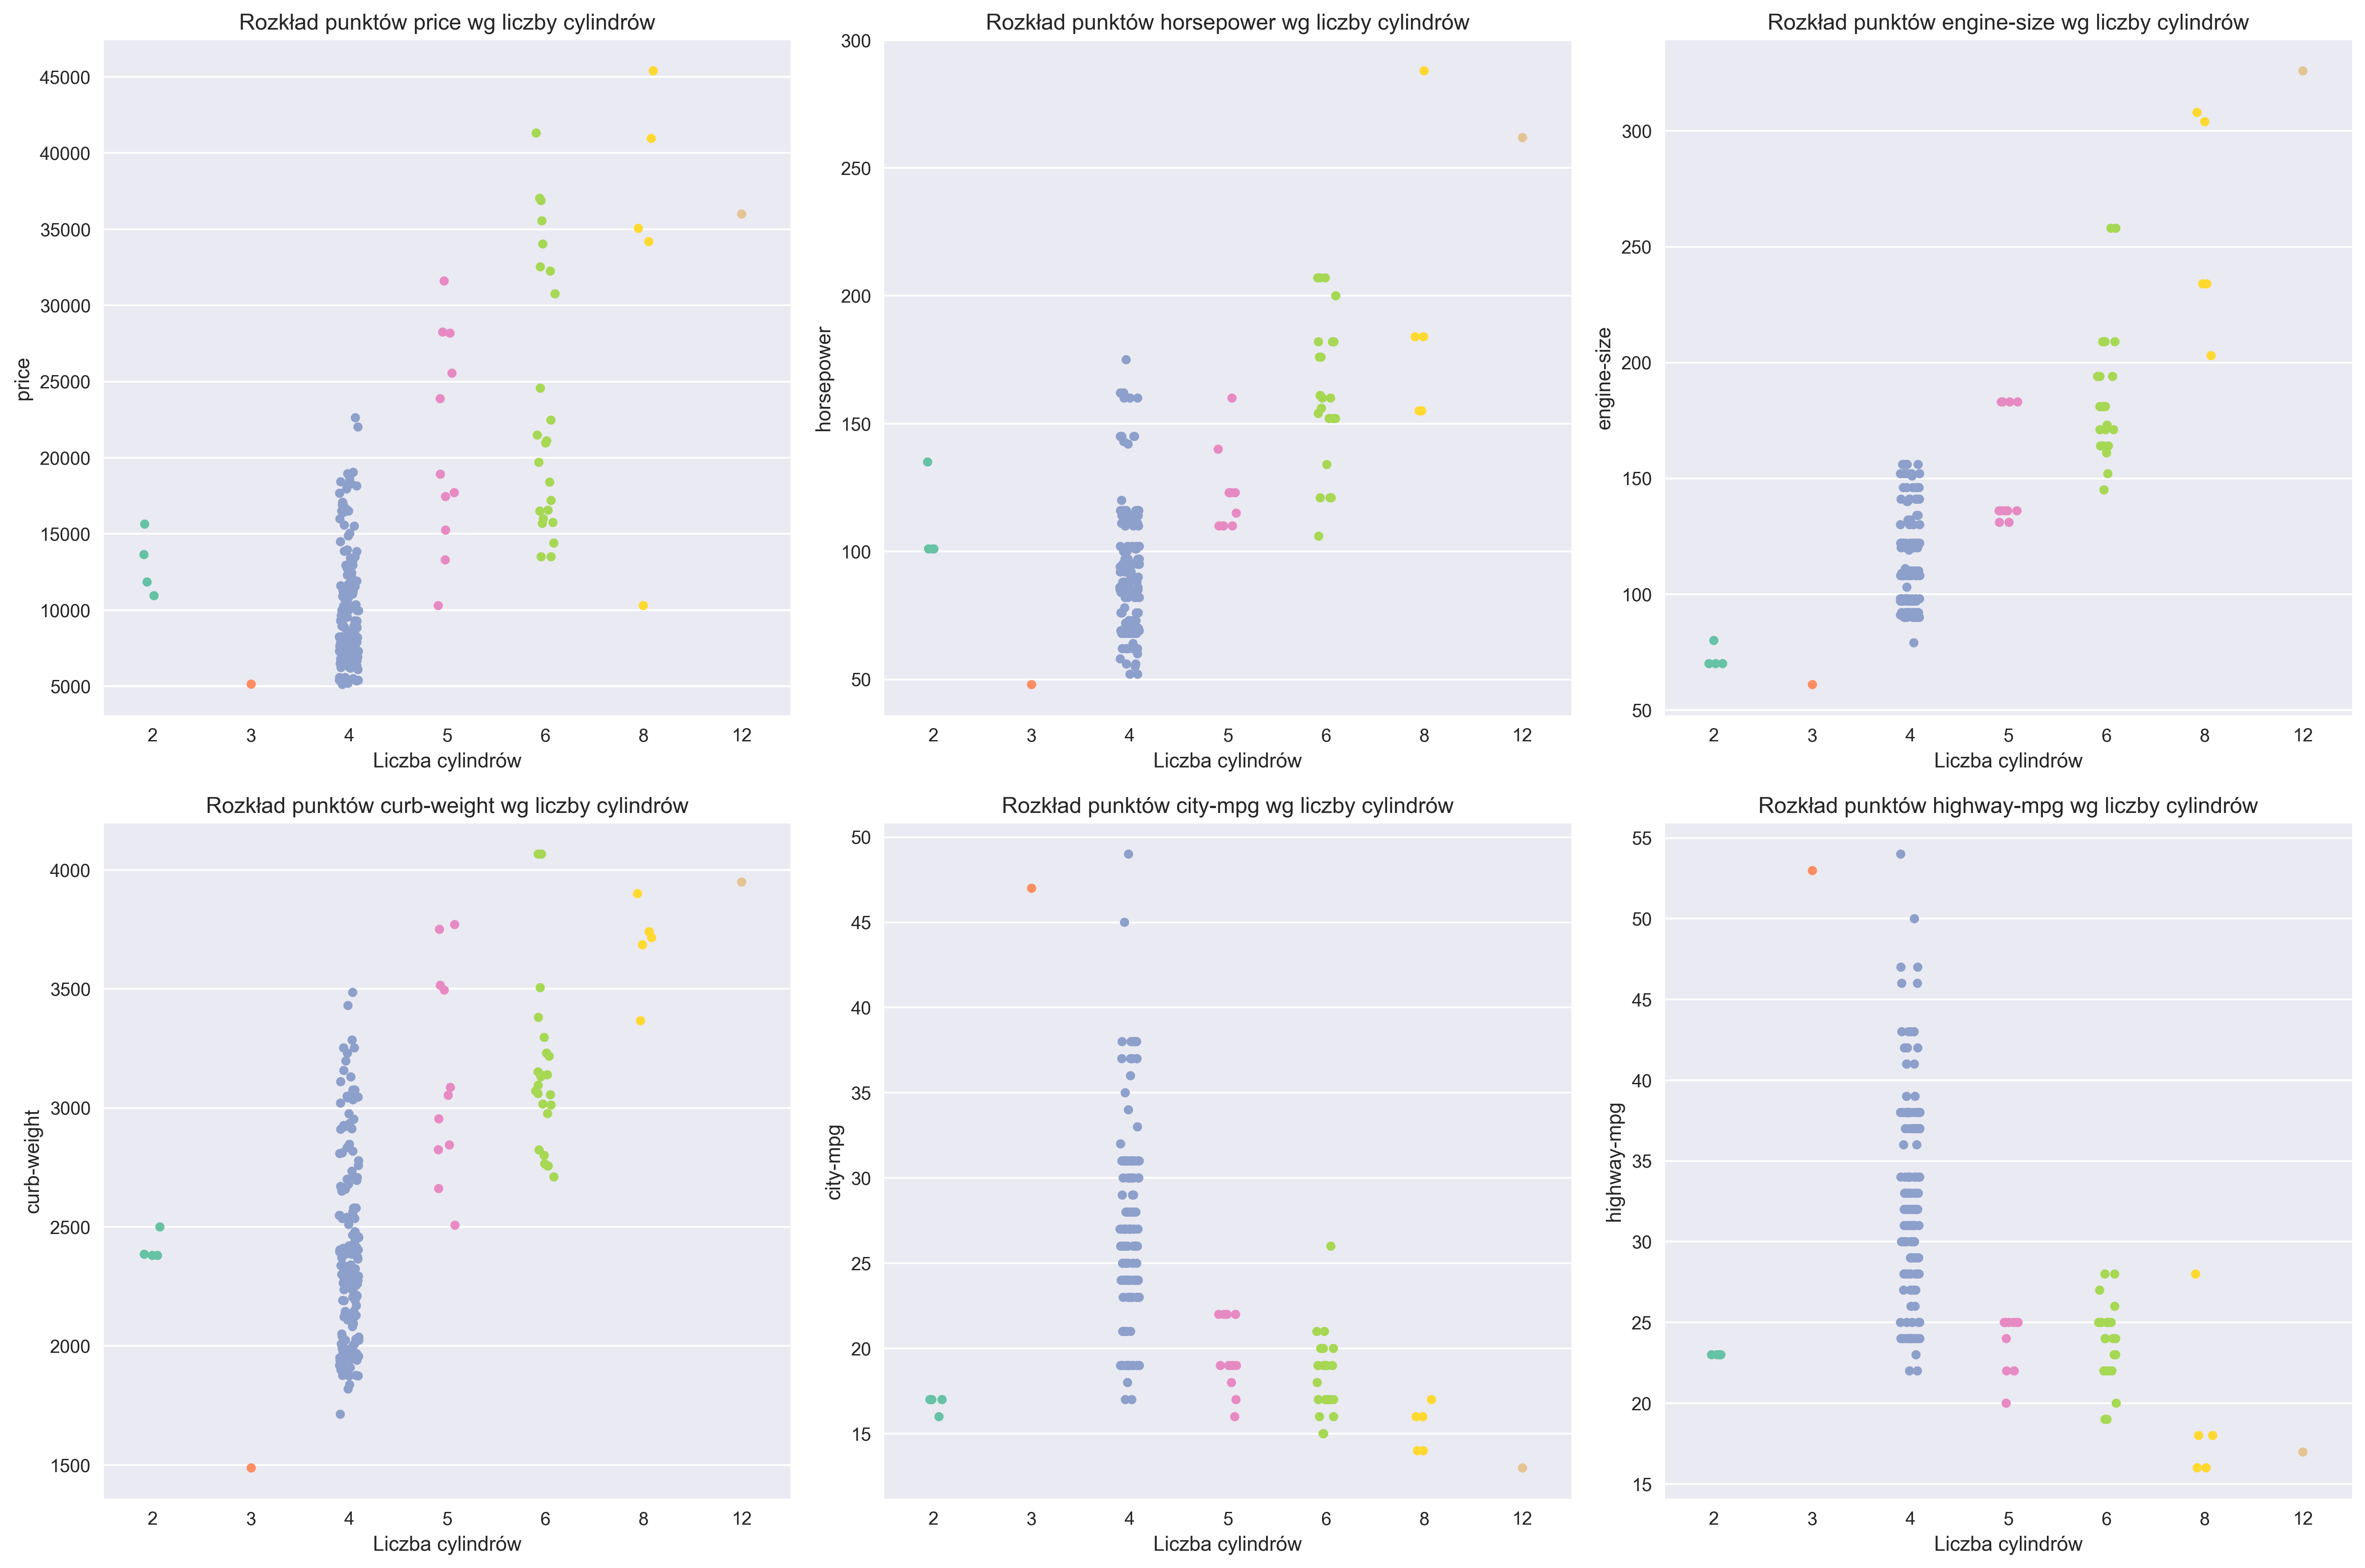 Rozkład punktów price wg liczby cylindrów
45000
40000
35000
30000
25000
20000
15000
10000
5000
price
2 3 4 5 6 8 12
Liczba cylindrów
Rozkład punktów horsepower wg liczby cylindrów
300
250
200
150
100
50
horsepower
2 3 4 5 6 8 12
Liczba cylindrów
Rozkład punktów engine-size wg liczby cylindrów
300
250
200
150
100
50
engine-size
2 3 4 5 6 8 12
Liczba cylindrów
Rozkład punktów curb-weight wg liczby cylindrów
4000
3500
3000
2500
2000
1500
curb-weight
2 3 4 5 6 8 12
Liczba cylindrów
Rozkład punktów city-mpg wg liczby cylindrów
50
45
40
35
30
25
20
15
city-mpg
2 3 4 5 6 8 12
Liczba cylindrów
Rozkład punktów highway-mpg wg liczby cylindrów
55
50
45
40
35
30
25
20
15
highway-mpg
2 3 4 5 6 8 12
Liczba cylindrów